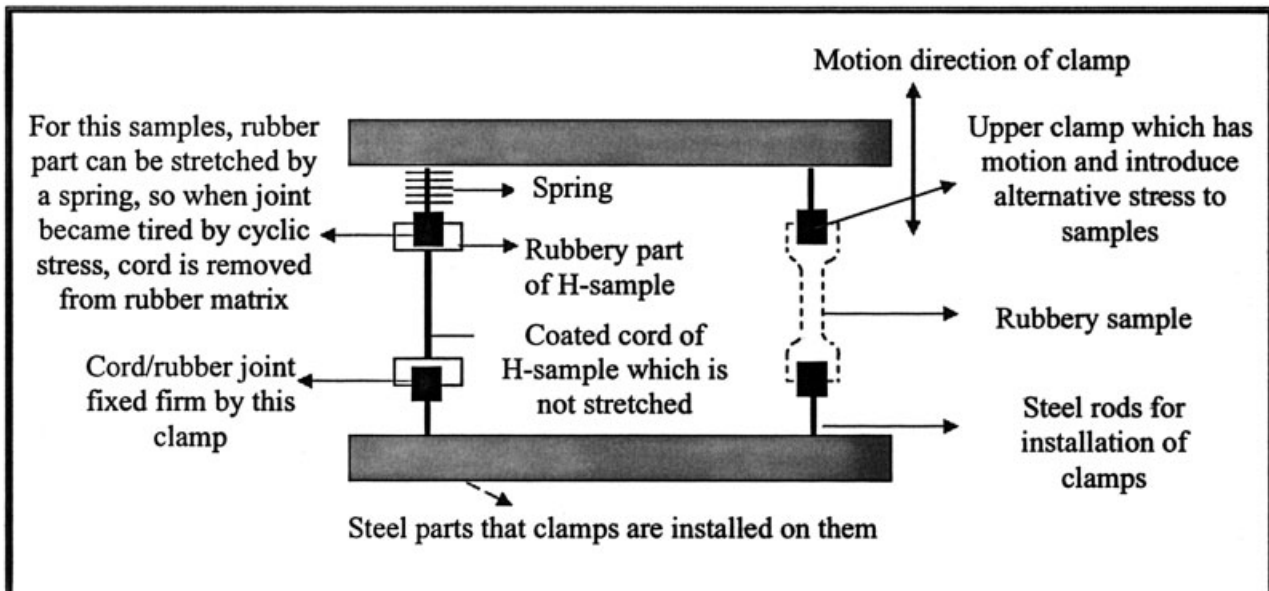 Motion direction of clamp
For this samples, rubber
part can be stretched by
a spring, so when joint
became tired by cyclic
stress, cord is removed
from rubber matrix
Spring
Upper clamp which has
motion and introduce
alternative stress to
samples
Rubbery part
of H-sample
Rubbery sample
Coated cord of
H-sample which is
not stretched
Cord/rubber joint
fixed firm by this
clamp
Steel rods for
installation of
clamps
Steel parts that clamps are installed on them